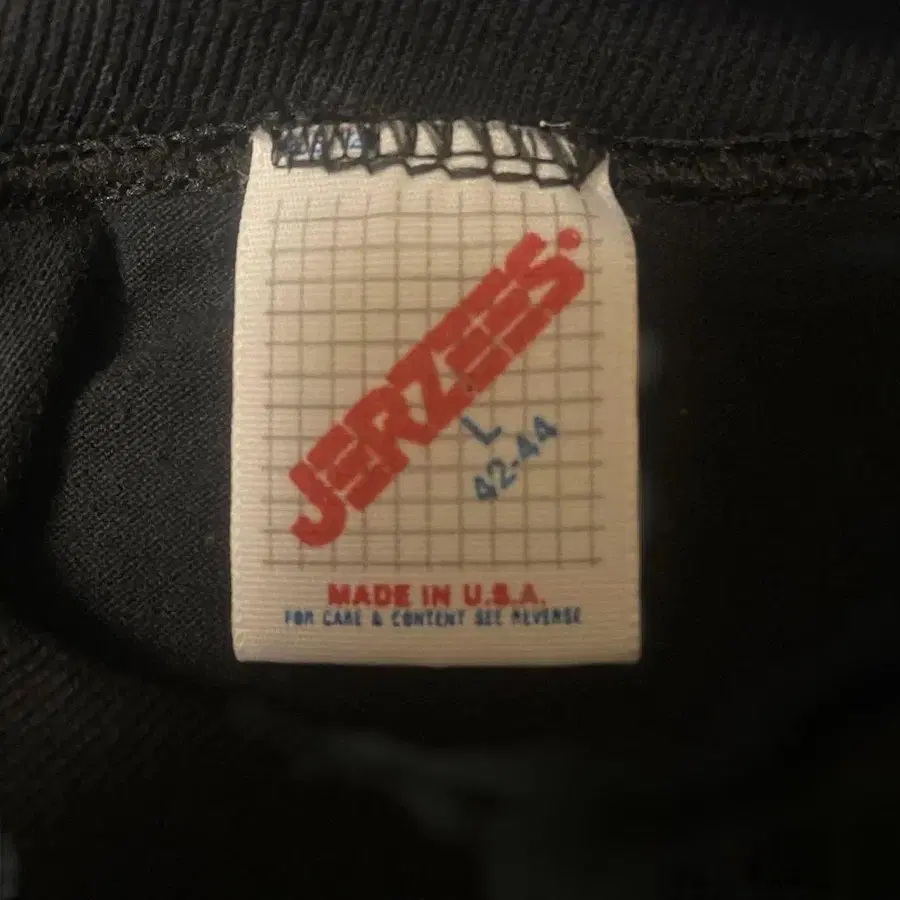 JERZEES.
L
42-44
MADE IN U.S.A.
FOR CARE & CONTENT SEE REVERSE